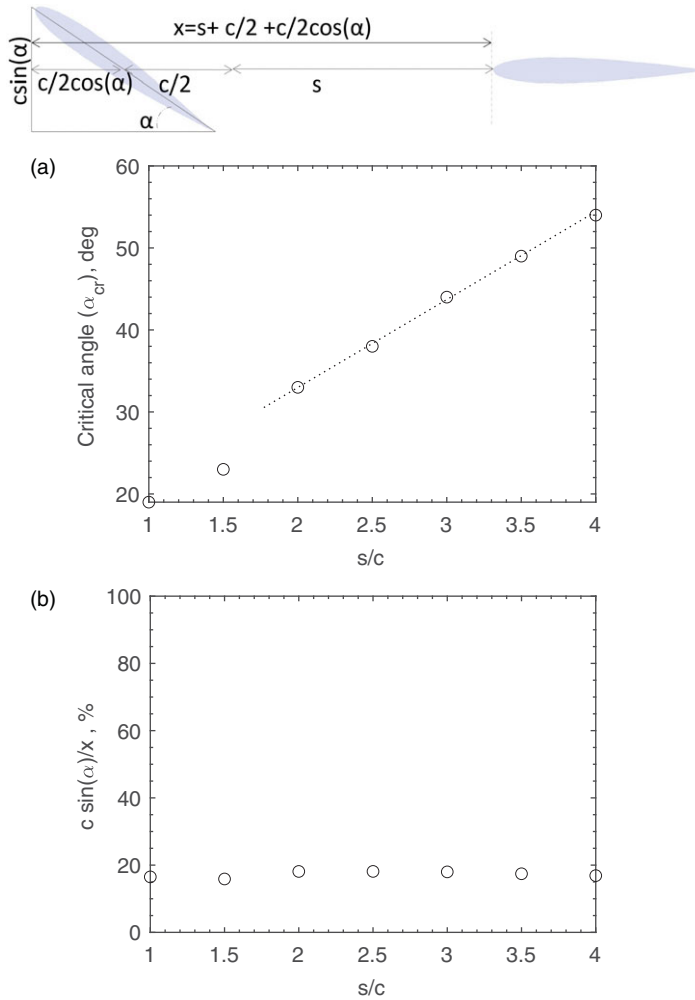 x=s+ c/2 +c/2cos(α)
csin(α)
c/2cos(α)
c/2
s
α
(a)
60
50
40
30
20
Critical angle (α_cr), deg
1
1.5
2
2.5
3
3.5
4
s/c
(b)
100
80
60
40
20
0
c sin(α)/x , %
1
1.5
2
2.5
3
3.5
4
s/c